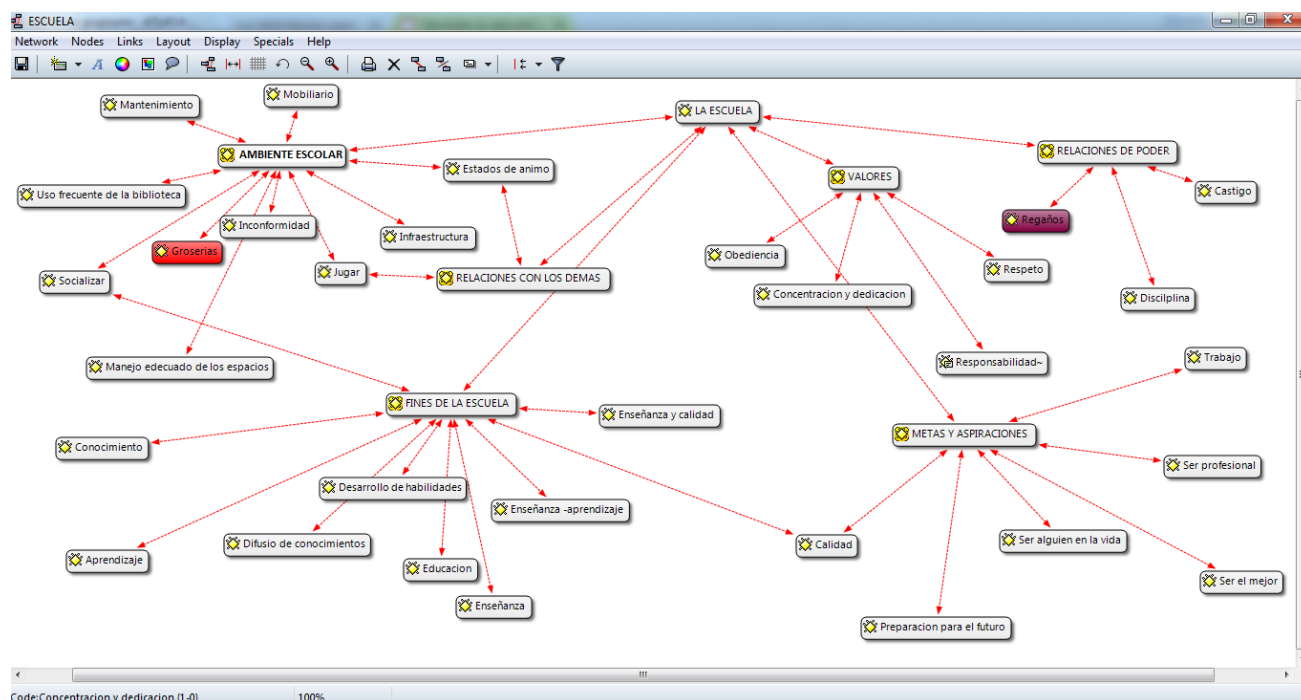 ESCUELA
Network Nodes Links Layout Display Specials Help
Mantenimiento
Mobiliario
LA ESCUELA
AMBIENTE ESCOLAR
RELACIONES DE PODER
Estados de animo
VALORES
Uso frecuente de la biblioteca
Castigo
Inconformidad
Regaños
Infraestructura
Groserias
Obediencia
Jugar
Respeto
Socializar
RELACIONES CON LOS DEMAS
Concentracion y dedicacion
Discilplina
Trabajo
Manejo edecuado de los espacios
Responsabilidad~
FINES DE LA ESCUELA
Enseñanza y calidad
METAS Y ASPIRACIONES
Conocimiento
Ser profesional
Desarrollo de habilidades
Enseñanza -aprendizaje
Ser alguien en la vida
Difusio de conocimientos
Calidad
Aprendizaje
Educacion
Ser el mejor
Enseñanza
Preparacion para el futuro
Code:Concentracion y dedicacion {1-0} 100%